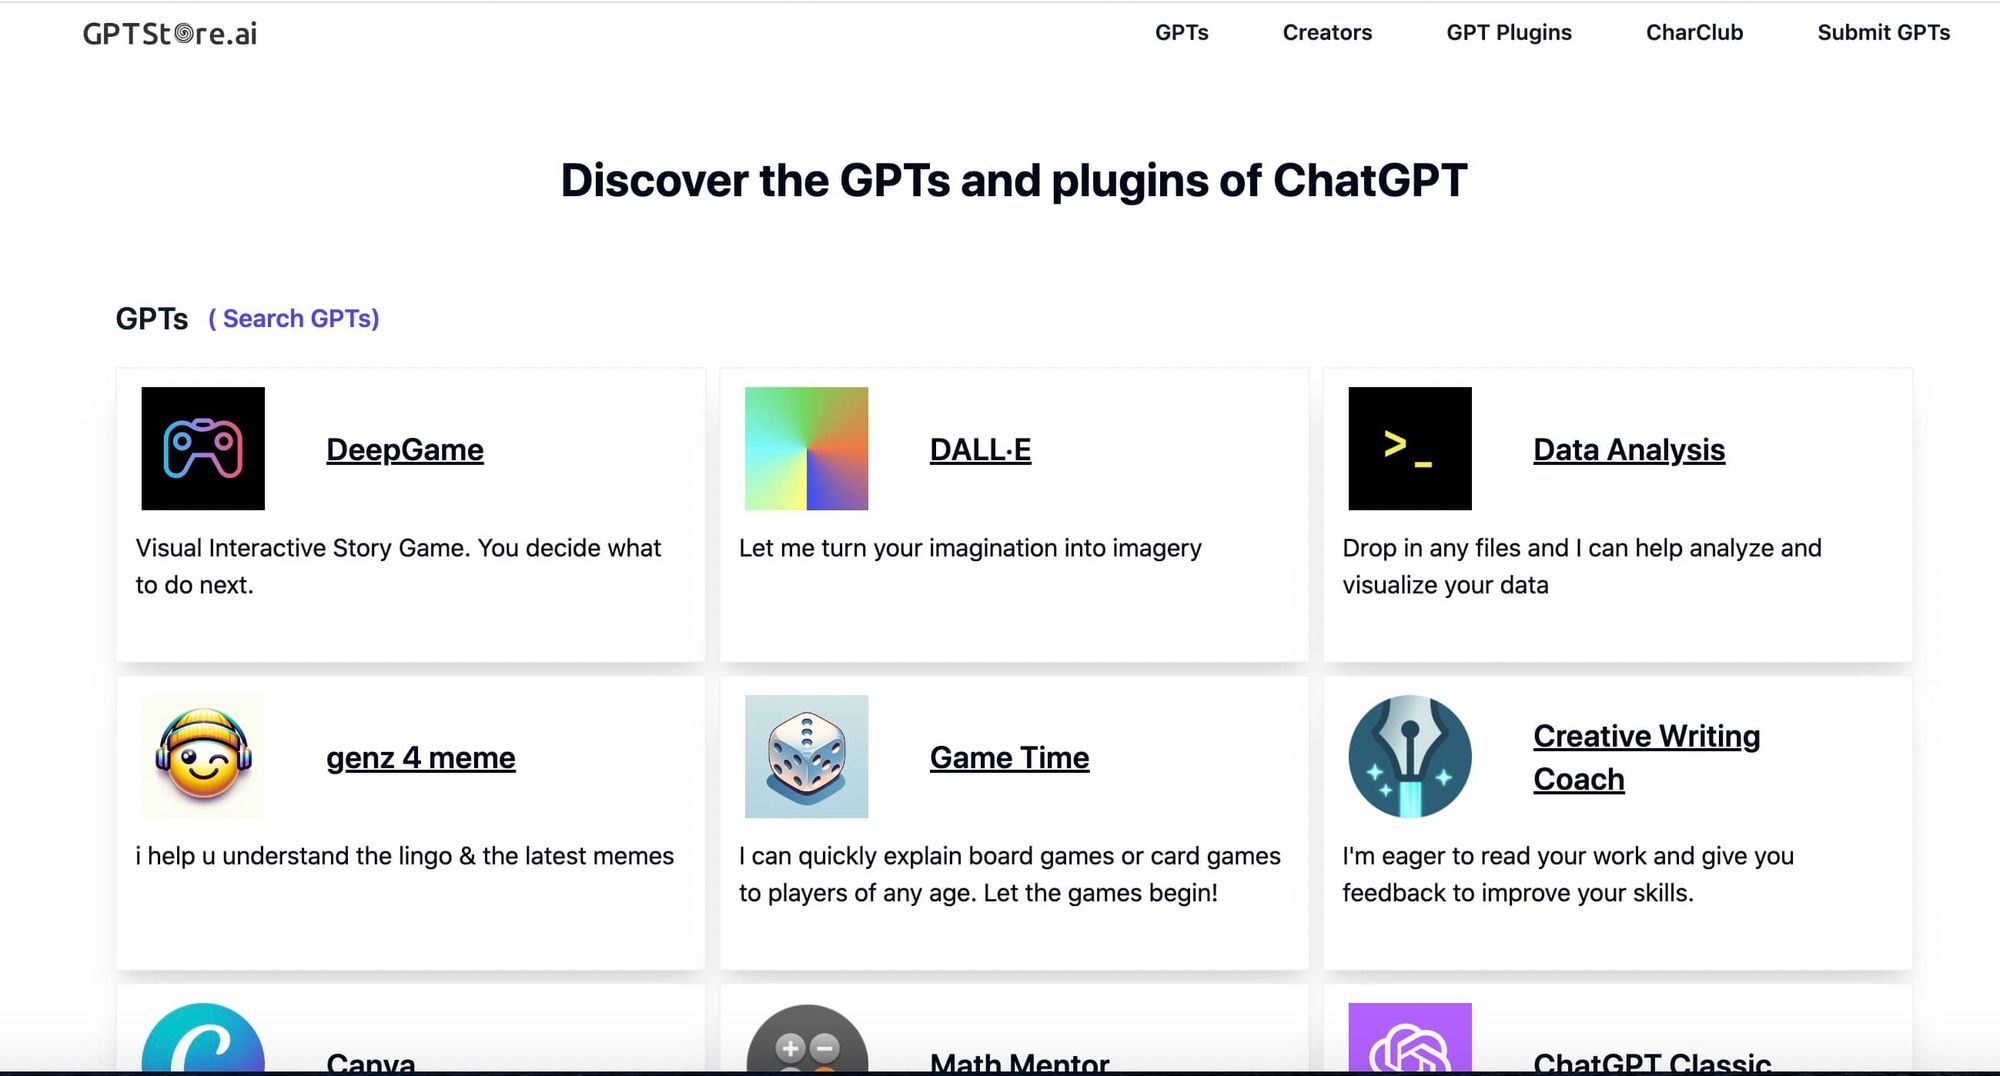 GPTStore.ai
GPTs
Creators
GPT Plugins
CharClub
Submit GPTs
Discover the GPTs and plugins of ChatGPT
GPTs ( Search GPTs)
DeepGame
Visual Interactive Story Game. You decide what
to do next.
DALL·E
Let me turn your imagination into imagery
>_
Data Analysis
Drop in any files and I can help analyze and
visualize your data
genz 4 meme
i help u understand the lingo & the latest memes
Game Time
I can quickly explain board games or card games
to players of any age. Let the games begin!
Creative Writing
Coach
I'm eager to read your work and give you
feedback to improve your skills.
C
Canva
+ −
Math Mentor
ChatGPT Classic